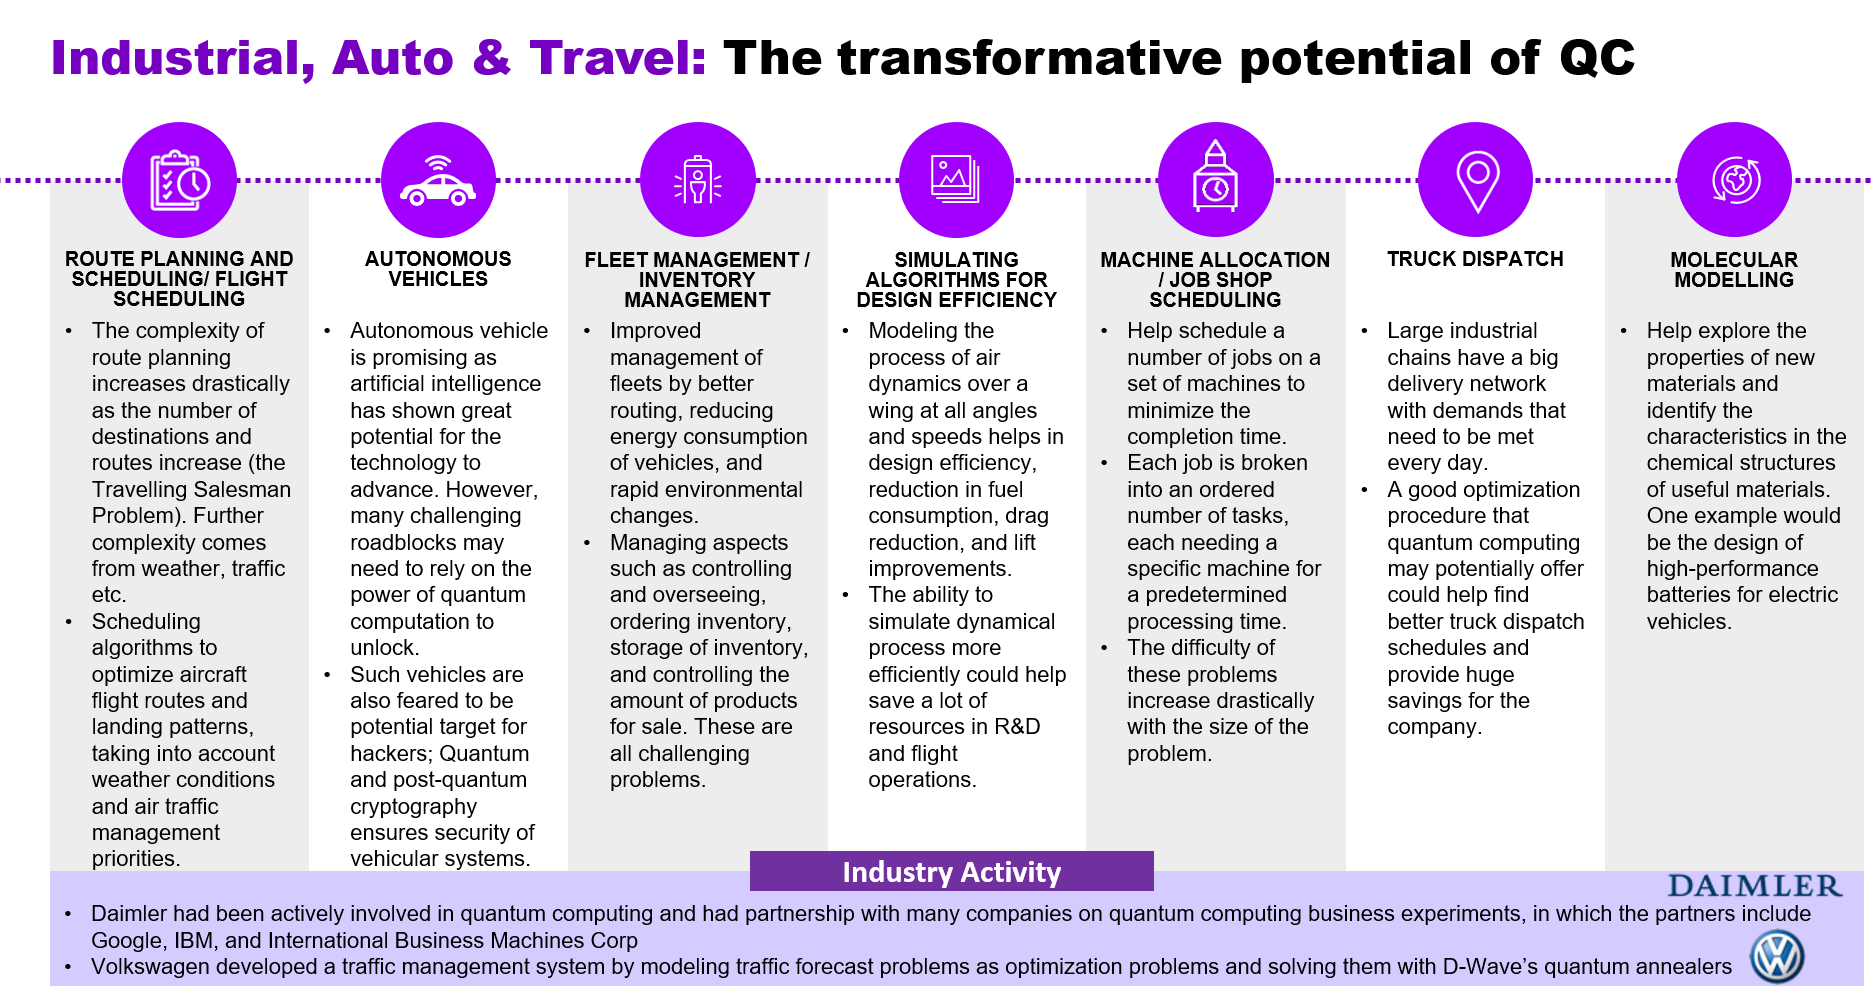 Industrial, Auto & Travel: The transformative potential of QC
ROUTE PLANNING AND
SCHEDULING/ FLIGHT
SCHEDULING
• The complexity of
route planning
increases drastically
as the number of
destinations and
routes increase (the
Travelling Salesman
Problem). Further
complexity comes
from weather, traffic
etc.
• Scheduling
algorithms to
optimize aircraft
flight routes and
landing patterns,
taking into account
weather conditions
and air traffic
management
priorities.
AUTONOMOUS
VEHICLES
• Autonomous vehicle
is promising as
artificial intelligence
has shown great
potential for the
technology to
advance. However,
many challenging
roadblocks may
need to rely on the
power of quantum
computation to
unlock.
• Such vehicles are
also feared to be
potential target for
hackers; Quantum
and post-quantum
cryptography
ensures security of
vehicular systems.
FLEET MANAGEMENT /
INVENTORY
MANAGEMENT
• Improved
management of
fleets by better
routing, reducing
energy consumption
of vehicles, and
rapid environmental
changes.
• Managing aspects
such as controlling
and overseeing,
ordering inventory,
storage of inventory,
and controlling the
amount of products
for sale. These are
all challenging
problems.
SIMULATING
ALGORITHMS FOR
DESIGN EFFICIENCY
• Modeling the
process of air
dynamics over a
wing at all angles
and speeds helps in
design efficiency,
reduction in fuel
consumption, drag
reduction, and lift
improvements.
• The ability to
simulate dynamical
process more
efficiently could help
save a lot of
resources in R&D
and flight
operations.
MACHINE ALLOCATION
/ JOB SHOP
SCHEDULING
• Help schedule a
number of jobs on a
set of machines to
minimize the
completion time.
• Each job is broken
into an ordered
number of tasks,
each needing a
specific machine for
a predetermined
processing time.
• The difficulty of
these problems
increase drastically
with the size of the
problem.
TRUCK DISPATCH
• Large industrial
chains have a big
delivery network
with demands that
need to be met
every day.
• A good optimization
procedure that
quantum computing
may potentially offer
could help find
better truck dispatch
schedules and
provide huge
savings for the
company.
MOLECULAR
MODELLING
• Help explore the
properties of new
materials and
identify the
characteristics in the
chemical structures
of useful materials.
One example would
be the design of
high-performance
batteries for electric
vehicles.
Industry Activity
DAIMLER
• Daimler had been actively involved in quantum computing and had partnership with many companies on quantum computing business experiments, in which the partners include
Google, IBM, and International Business Machines Corp
• Volkswagen developed a traffic management system by modeling traffic forecast problems as optimization problems and solving them with D-Wave’s quantum annealers
VW